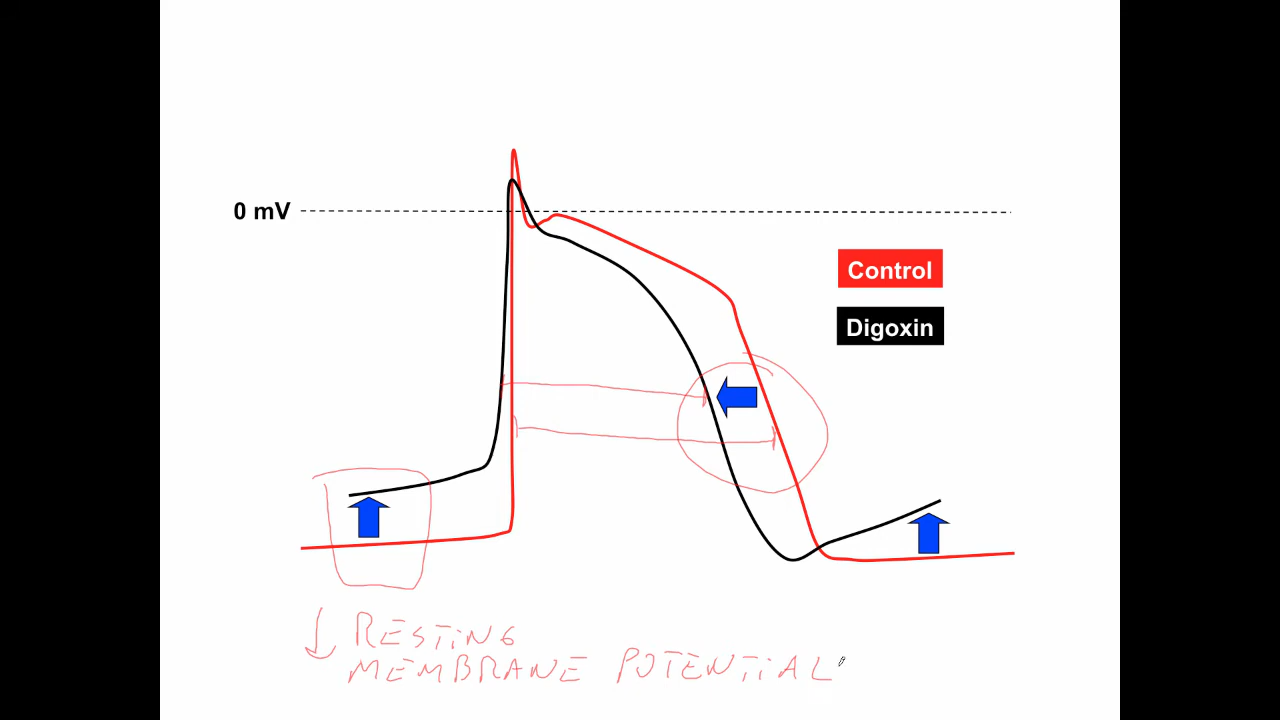 0 mV
Control
Digoxin
↓ RESTING
MEMBRANE POTENTIAL